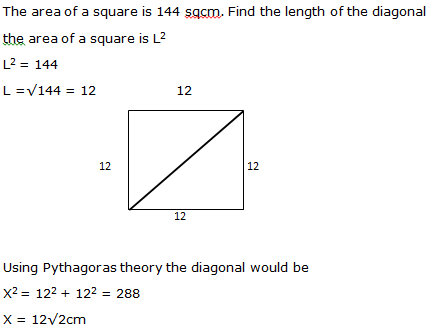 The area of a square is 144 sqcm. Find the length of the diagonal
the area of a square is L²
L² = 144
L =√144 = 12
12
12
12
12
Using Pythagoras theory the diagonal would be
X² = 12² + 12² = 288
X = 12√2cm